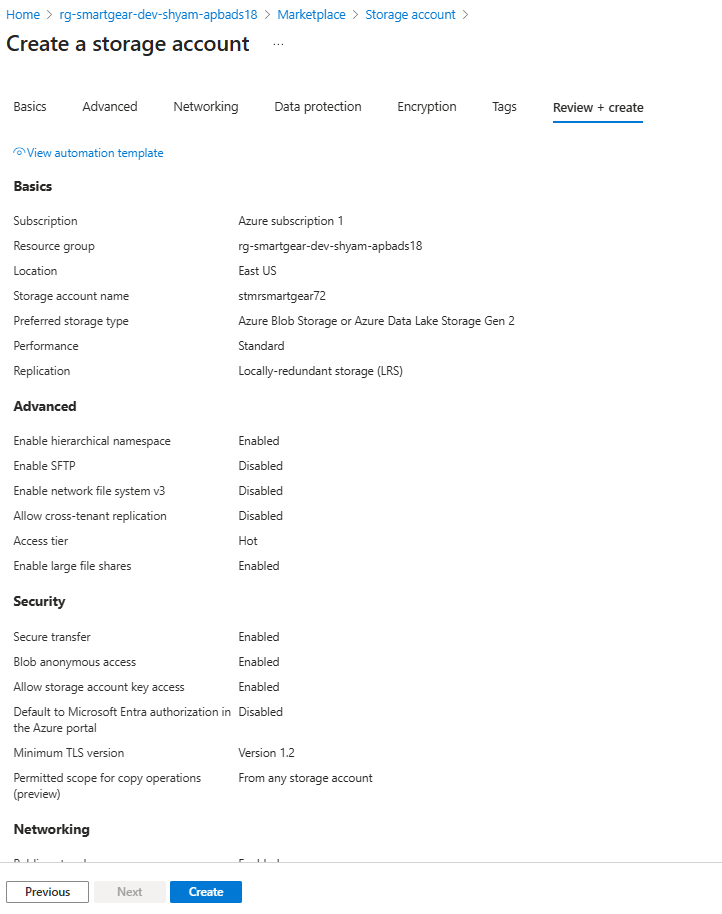 Home > rg-smartgear-dev-shyam-apbads18 > Marketplace > Storage account >
Create a storage account ...
Basics Advanced Networking Data protection Encryption Tags Review + create
View automation template
Basics
Subscription Azure subscription 1
Resource group rg-smartgear-dev-shyam-apbads18
Location East US
Storage account name stmrsmartgear72
Preferred storage type Azure Blob Storage or Azure Data Lake Storage Gen 2
Performance Standard
Replication Locally-redundant storage (LRS)
Advanced
Enable hierarchical namespace Enabled
Enable SFTP Disabled
Enable network file system v3 Disabled
Allow cross-tenant replication Disabled
Access tier Hot
Enable large file shares Enabled
Security
Secure transfer Enabled
Blob anonymous access Enabled
Allow storage account key access Enabled
Default to Microsoft Entra authorization in Disabled
the Azure portal
Minimum TLS version Version 1.2
Permitted scope for copy operations From any storage account
(preview)
Networking
Previous Next Create